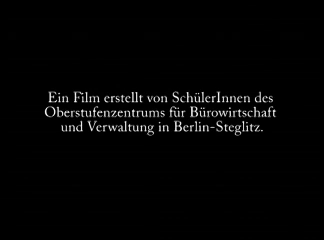 Ein Film erstellt von SchülerInnen des
Oberstufenzentrums für Bürowirtschaft
und Verwaltung in Berlin-Steglitz.